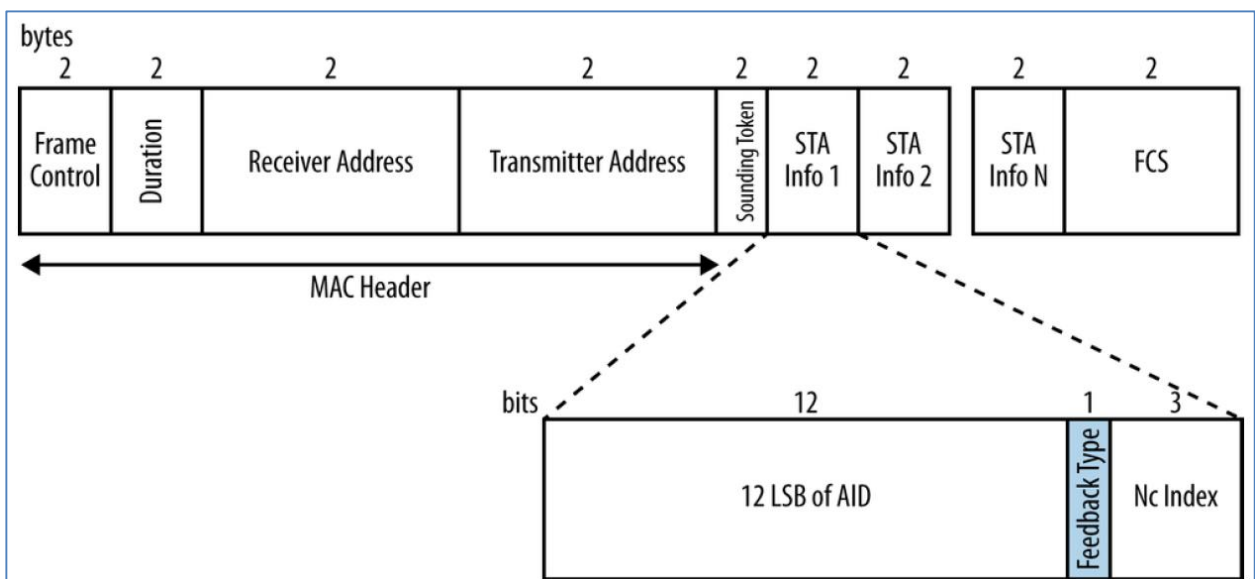 bytes
2 2 2 2 2 2 2 2 2
Frame Control
Duration
Receiver Address
Transmitter Address
Sounding Token
STA Info 1
STA Info 2
STA Info N
FCS
MAC Header
bits 12 1 3
12 LSB of AID
Feedback Type
Nc Index